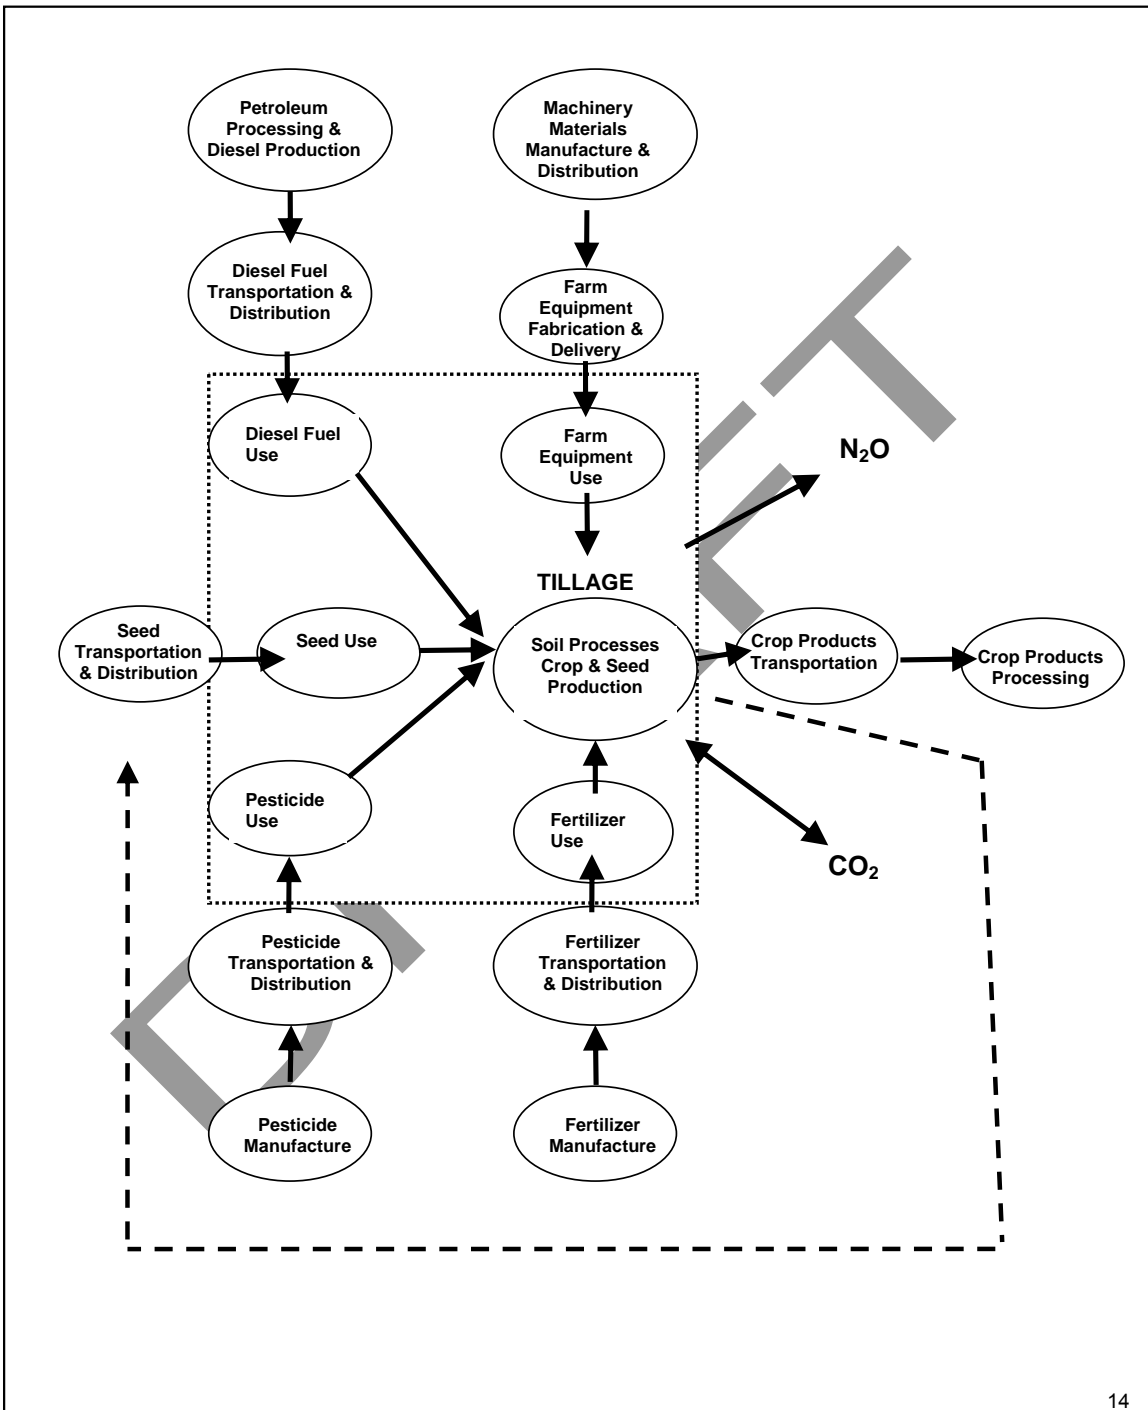 Petroleum
Processing &
Diesel Production
Machinery
Materials
Manufacture &
Distribution
Diesel Fuel
Transportation &
Distribution
Farm
Equipment
Fabrication &
Delivery
Diesel Fuel
Use
Farm
Equipment
Use
N₂O
TILLAGE
Seed
Transportation
& Distribution
Seed Use
Soil Processes
Crop & Seed
Production
Crop Products
Transportation
Crop Products
Processing
Pesticide
Use
Fertilizer
Use
CO₂
Pesticide
Transportation &
Distribution
Fertilizer
Transportation
& Distribution
Pesticide
Manufacture
Fertilizer
Manufacture
14